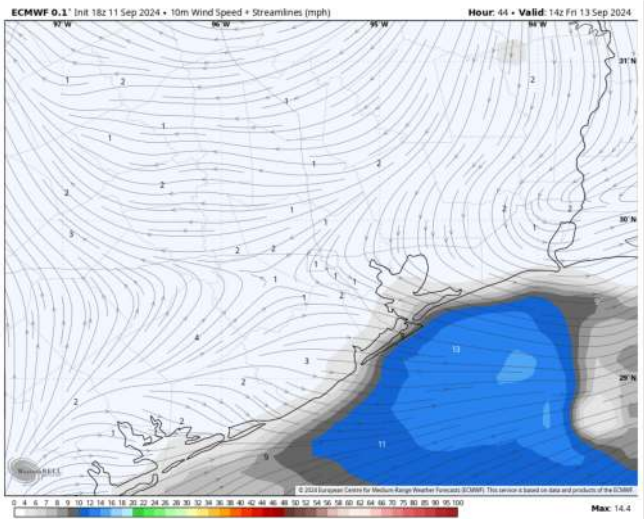 ECMWF 0.1° Init 18z 11 Sep 2024 • 10m Wind Speed + Streamlines (mph) Hour: 44 • Valid: 14z Fri 13 Sep 2024
97°W 96°W 95°W 94°W
31°N
1 2 2
1
1
1
1 2
2
2
1 2 2
1
3 1
2 2
30°N
1
1 1 1
1 2
4
13
3
29°N
2
2
2
11
9
WeatherBELL
© 2024 European Centre for Medium-Range Weather Forecasts (ECMWF). This service is based on data and products of the ECMWF.
0 4 6 7 8 9 10 12 14 16 18 20 22 24 26 28 30 32 34 36 38 40 42 44 46 48 50 52 54 56 58 60 65 70 75 80 85 90 95 100
Max: 14.4